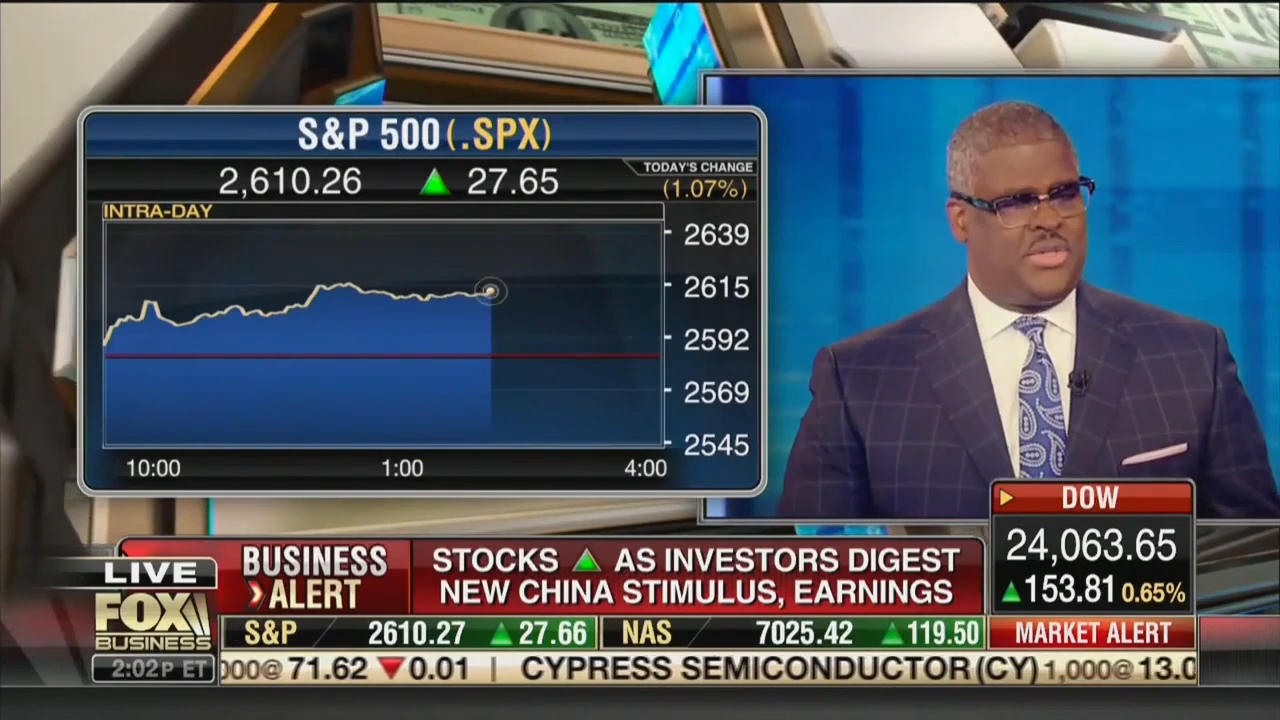 S&P 500 (.SPX)
2,610.26 ▲ 27.65
TODAY'S CHANGE
(1.07%)
INTRA-DAY
2639
2615
2592
2569
2545
10:00 1:00 4:00
DOW
24,063.65
▲153.81 0.65%
MARKET ALERT
BUSINESS
ALERT
STOCKS ▲ AS INVESTORS DIGEST
NEW CHINA STIMULUS, EARNINGS
LIVE
FOX
BUSINESS
2:02P ET
S&P 2610.27 ▲27.66 NAS 7025.42 ▲119.50
000@71.62 ▼0.01 | CYPRESS SEMICONDUCTOR (CY) 1,000@13.0